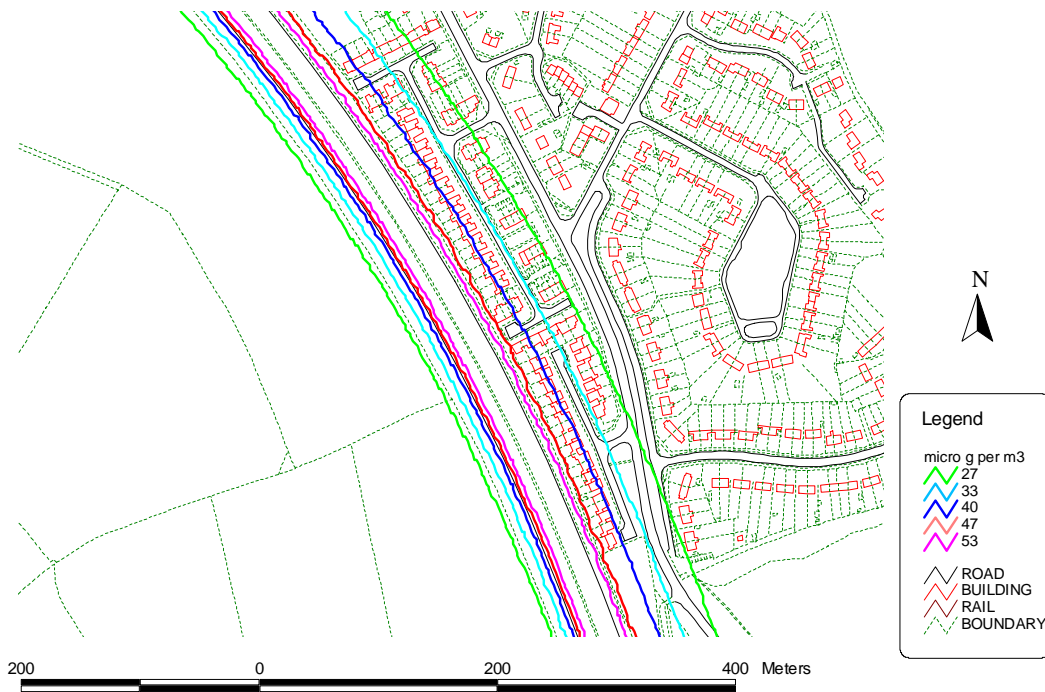 N
Legend
micro g per m3
27
33
40
47
53
ROAD
BUILDING
RAIL
BOUNDARY
200 0 200 400 Meters